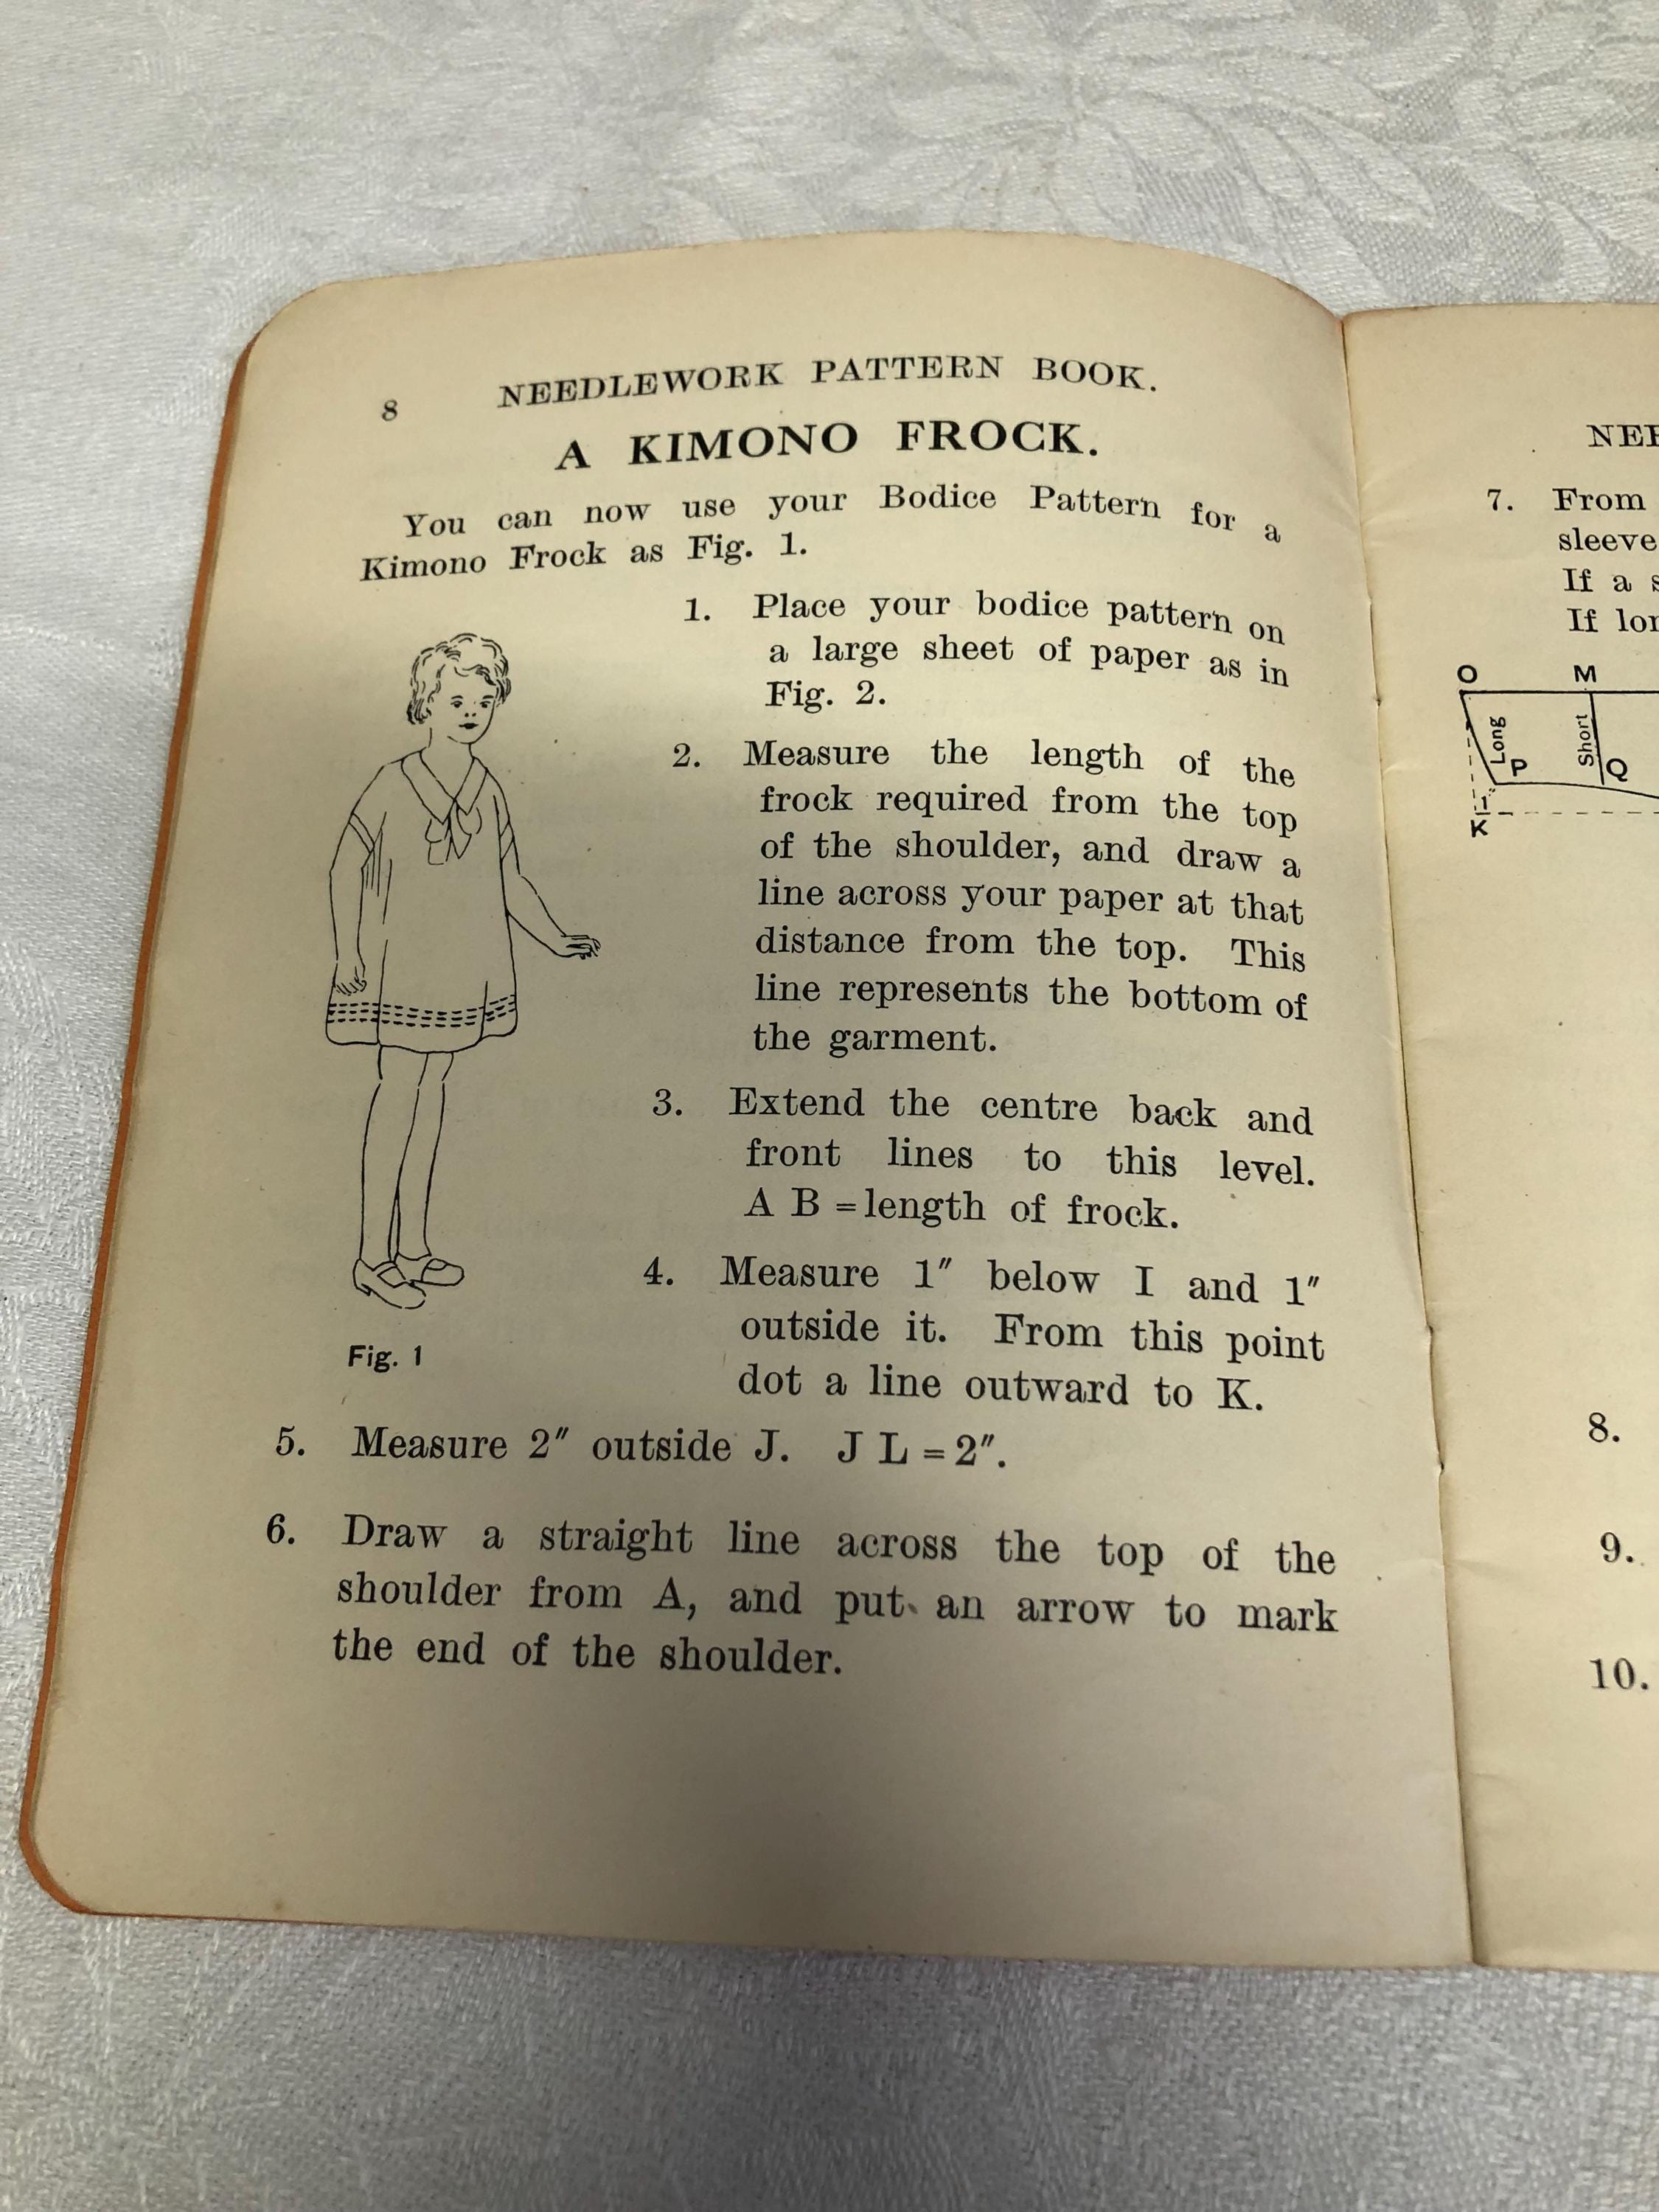 8 NEEDLEWORK PATTERN BOOK.
A KIMONO FROCK.
You can now use your Bodice Pattern for a
Kimono Frock as Fig. 1.
1. Place your bodice pattern on
a large sheet of paper as in
Fig. 2.
2. Measure the length of the
frock required from the top
of the shoulder, and draw a
line across your paper at that
distance from the top. This
line represents the bottom of
the garment.
3. Extend the centre back and
front lines to this level.
A B = length of frock.
4. Measure 1″ below I and 1″
outside it. From this point
dot a line outward to K.
Fig. 1
5. Measure 2″ outside J. J L = 2″.
6. Draw a straight line across the top of the
shoulder from A, and put an arrow to mark
the end of the shoulder.
7. From
sleeve
If a
If
O M
Long Short
P Q
1
K
8.
9.
10.